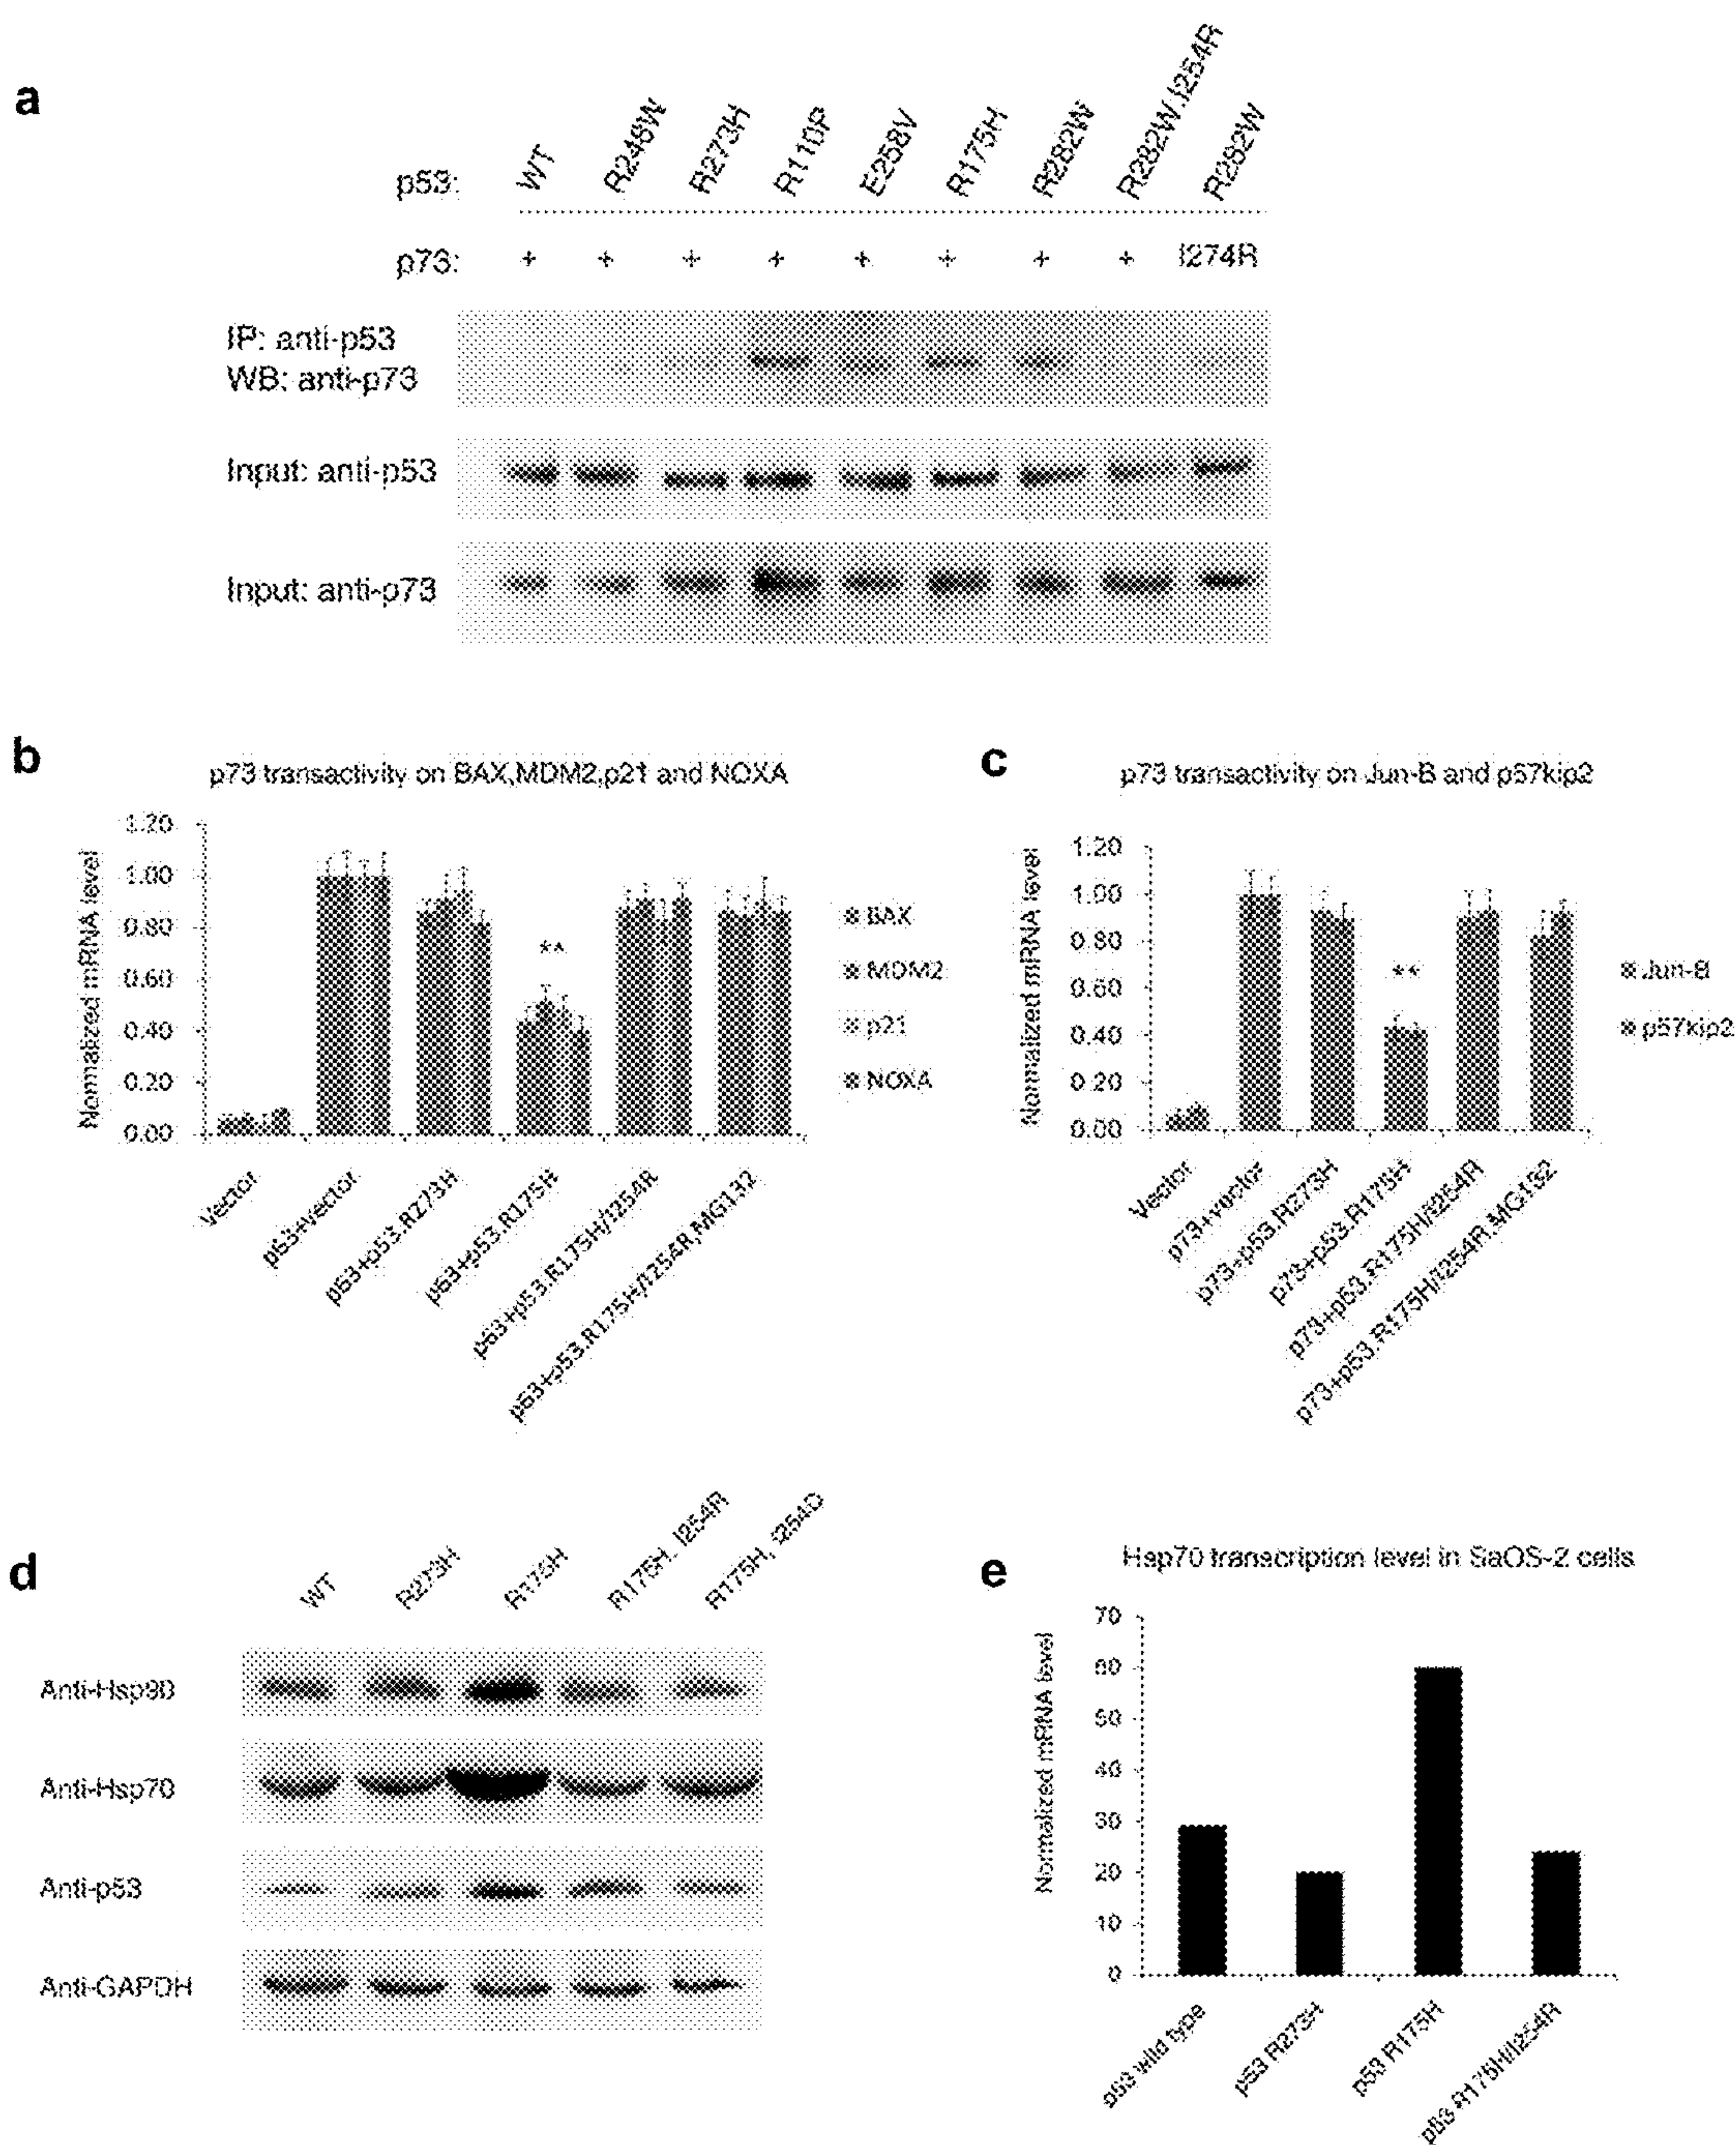 a
p53: WT R248W R273H R110P E258V R175H R282W R282W.I254R R282W
p73: + + + + + + + + I274R
IP: anti-p53
WB: anti-p73
Input: anti-p53
Input: anti-p73
b
p73 transactivity on BAX,MDM2,p21 and NOXA
Normalized mRNA level
1.20
1.00
0.80
0.60
0.40
0.20
0.00
**
BAX
MDM2
p21
NOXA
Vector
p63+vector
p63+p53.R273H
p63+p53.R175H
p63+p53.R175H/I254R
p63+p53.R175H/I254R,MG132
c
p73 transactivity on Jun-B and p57kip2
Normalized mRNA level
1.20
1.00
0.80
0.60
0.40
0.20
0.00
**
Jun-B
p57kip2
Vector
p73+vector
p73+p53.R273H
p73+p53.R175H
p73+p53.R175H/I254R
p73+p53.R175H/I254R,MG132
d
WT R273H R175H R175H, I254R R175H, I254D
Anti-Hsp90
Anti-Hsp70
Anti-p53
Anti-GAPDH
e
Hsp70 transcription level in SaOS-2 cells
Normalized mRNA level
70
60
50
40
30
20
10
0
p53 wild type
p53 R273H
p53 R175H
p53 R175H/I254R